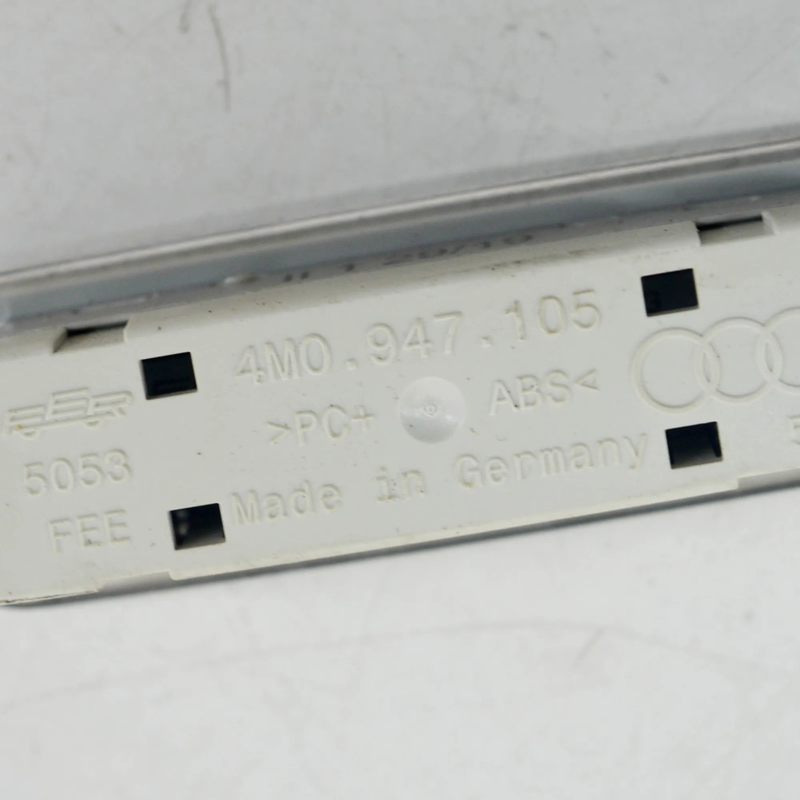 4M0.947.105
>PC+ ABS<
5053
Made in Germany
FEE